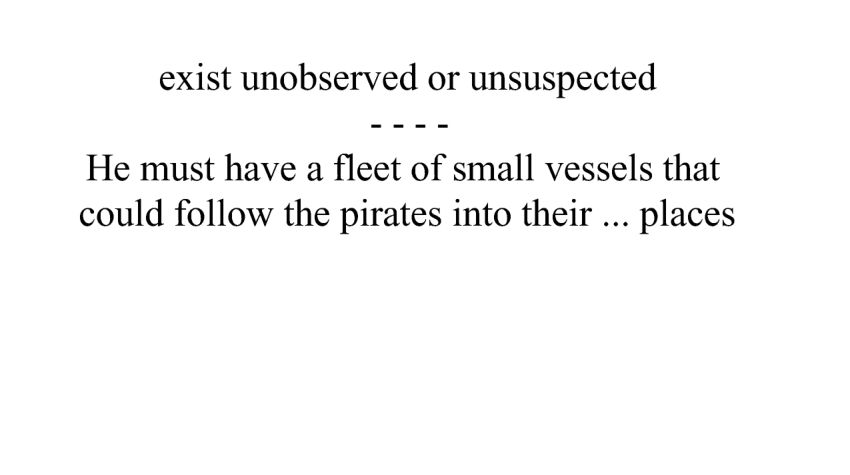 exist unobserved or unsuspected
- - - -
He must have a fleet of small vessels that
could follow the pirates into their ... places